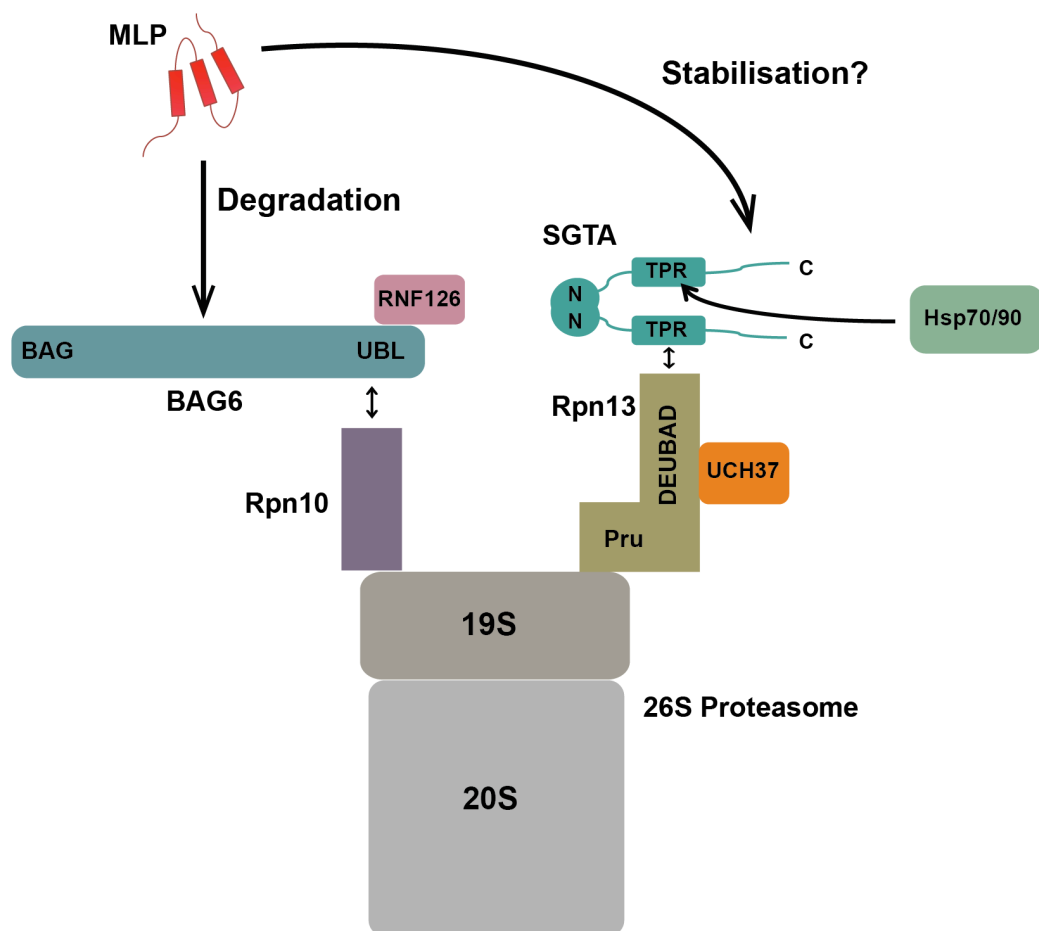 MLP
Stabilisation?
Degradation
SGTA
TPR
C
N
N
TPR
C
Hsp70/90
RNF126
BAG
UBL
BAG6
Rpn13
DEUBAD
UCH37
Rpn10
Pru
19S
26S Proteasome
20S